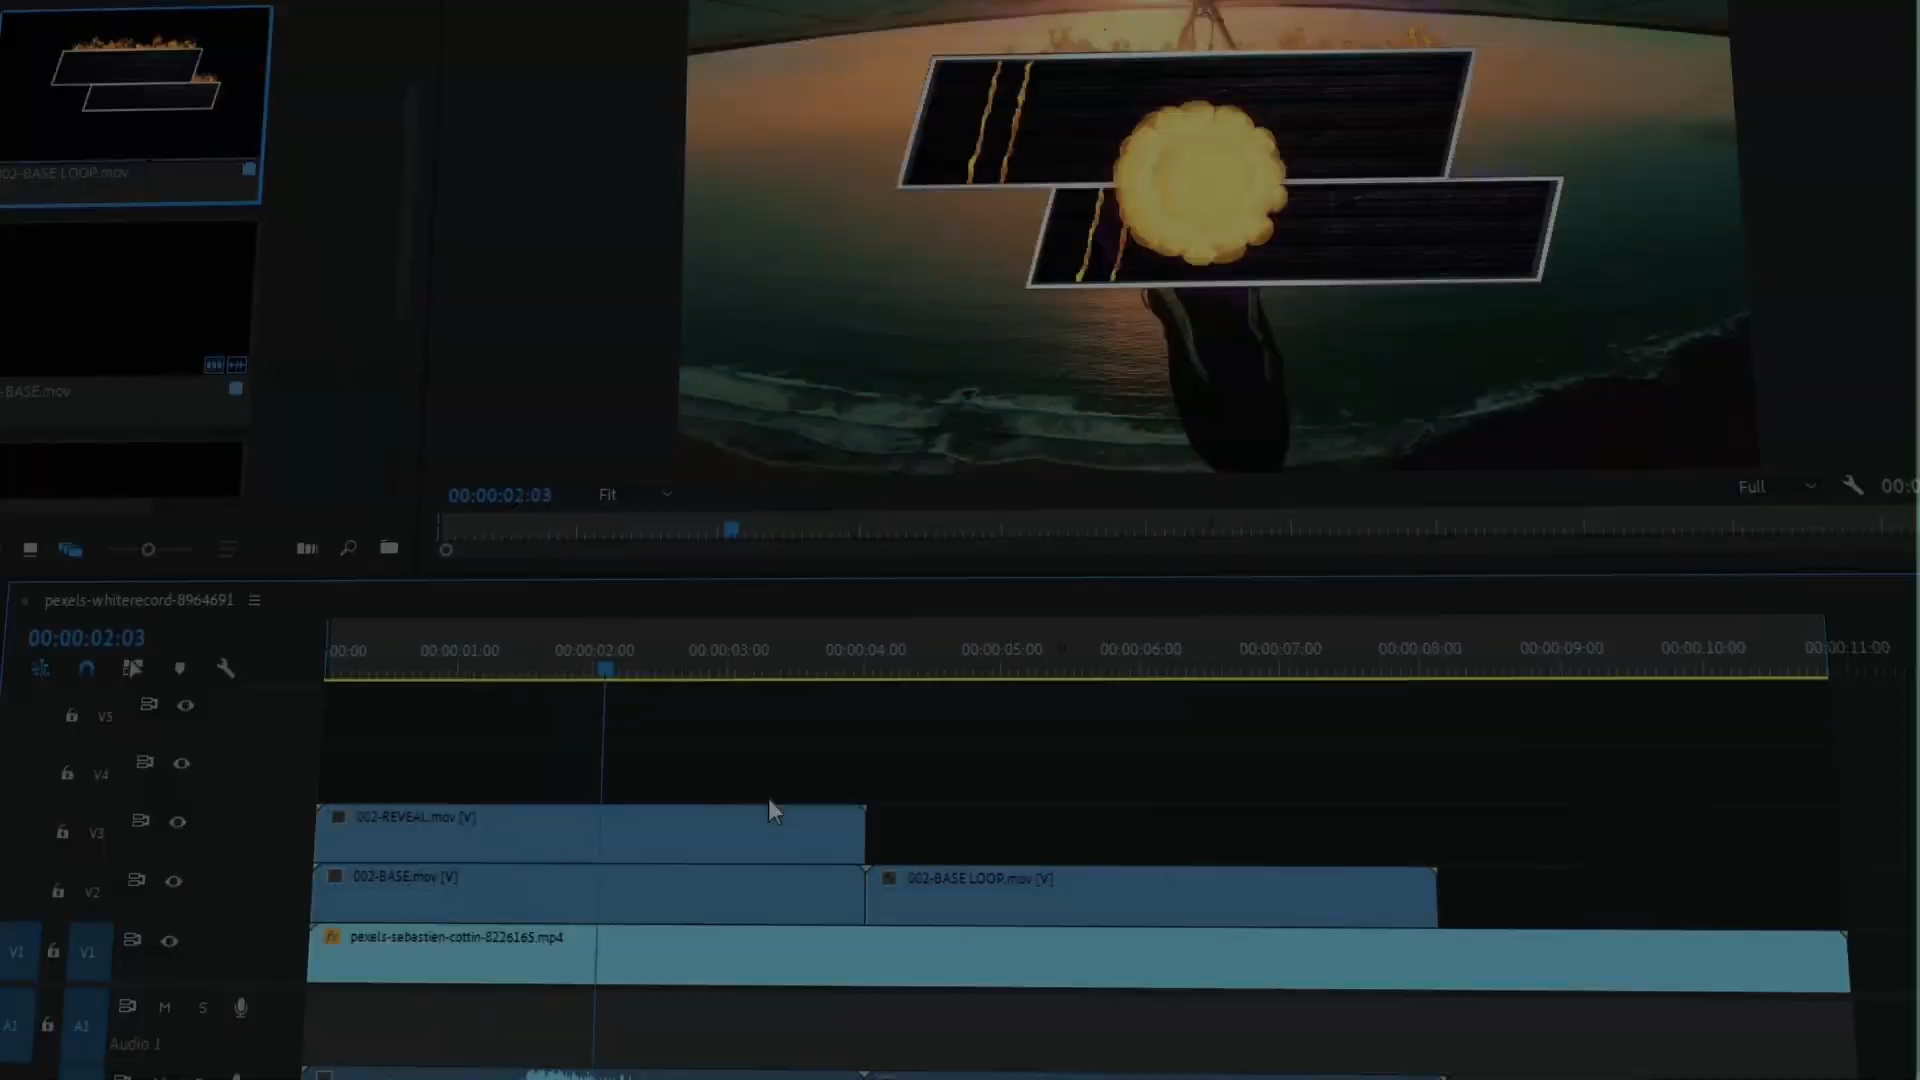 002-BASE LOOP.mov
-BASE.mov
00:00:02:03
Fit
Full
00:0
pexels-whiterecord-8964691
00:00:02:03
:00:00 00:00:01:00 00:00:02:00 00:00:03:00 00:00:04:00 00:00:05:00 00:00:06:00 00:00:07:00 00:00:08:00 00:00:09:00 00:00:10:00 00:00:11:00
V5
V4
V3 002-REVEAL.mov [V]
V2 002-BASE.mov [V] 002-BASE LOOP.mov [V]
V1 V1 fx pexels-sebastien-cottin-8226165.mp4
A1 A1 M S
Audio 1